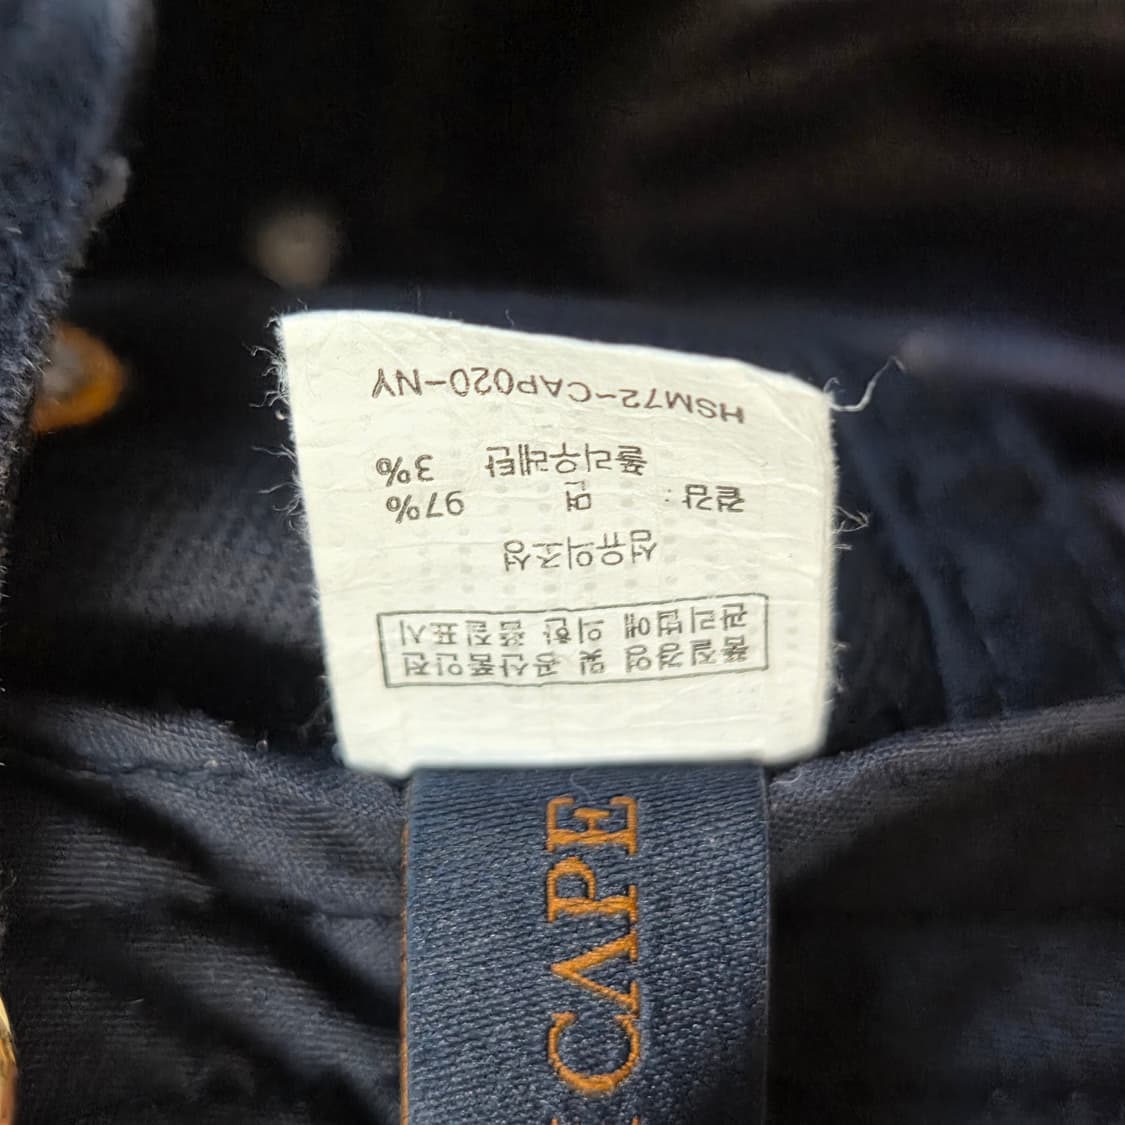 품질경영 및 공산품안전
관리법에 의한 품질표시
섬유의조성
겉감 : 면 97%
폴리우레탄 3%
HSM72-CAP020-NY
CAPE